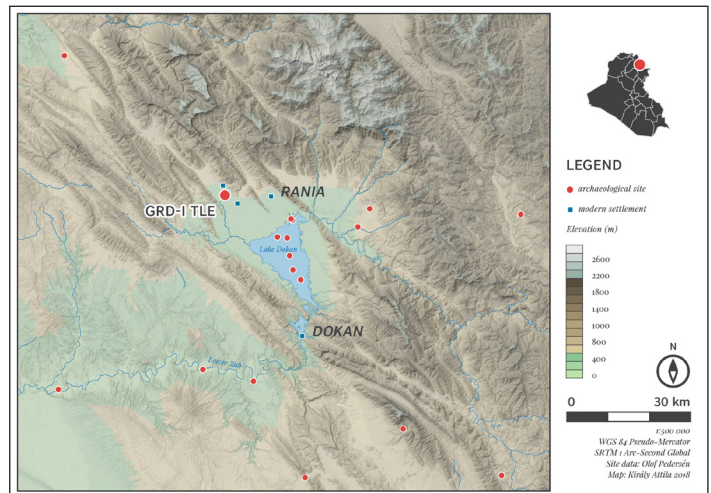 RANIA
GRD-I TLE
Lake Dokan
DOKAN
Lower Zab
LEGEND
archaeological site
modern settlement
Elevation (m)
2600
2200
1800
1400
1000
800
400
0
N
0 30 km
1:500 000
WGS 84 Pseudo-Mercator
SRTM 1 Arc-Second Global
Site data: Olof Pedersén
Map: Király Attila 2018